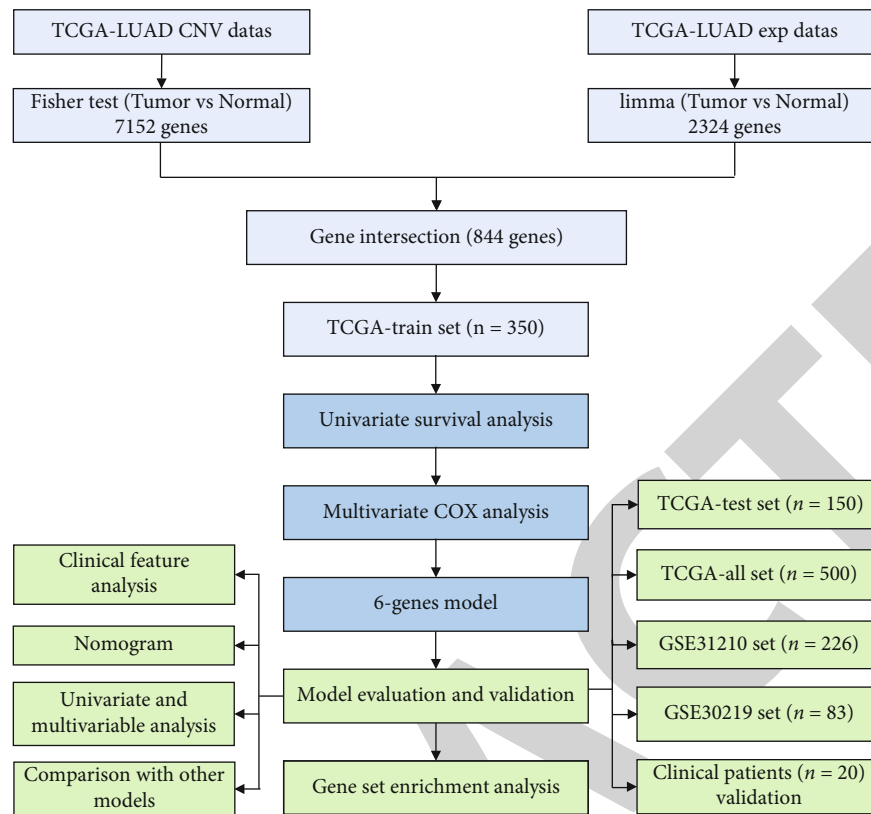 TCGA-LUAD CNV datas
TCGA-LUAD exp datas
Fisher test (Tumor vs Normal)
7152 genes
limma (Tumor vs Normal)
2324 genes
Gene intersection (844 genes)
TCGA-train set (n = 350)
Univariate survival analysis
Multivariate COX analysis
6-genes model
Model evaluation and validation
Gene set enrichment analysis
Clinical feature
analysis
Nomogram
Univariate and
multivariable analysis
Comparison with other
models
TCGA-test set (n = 150)
TCGA-all set (n = 500)
GSE31210 set (n = 226)
GSE30219 set (n = 83)
Clinical patients (n = 20)
validation